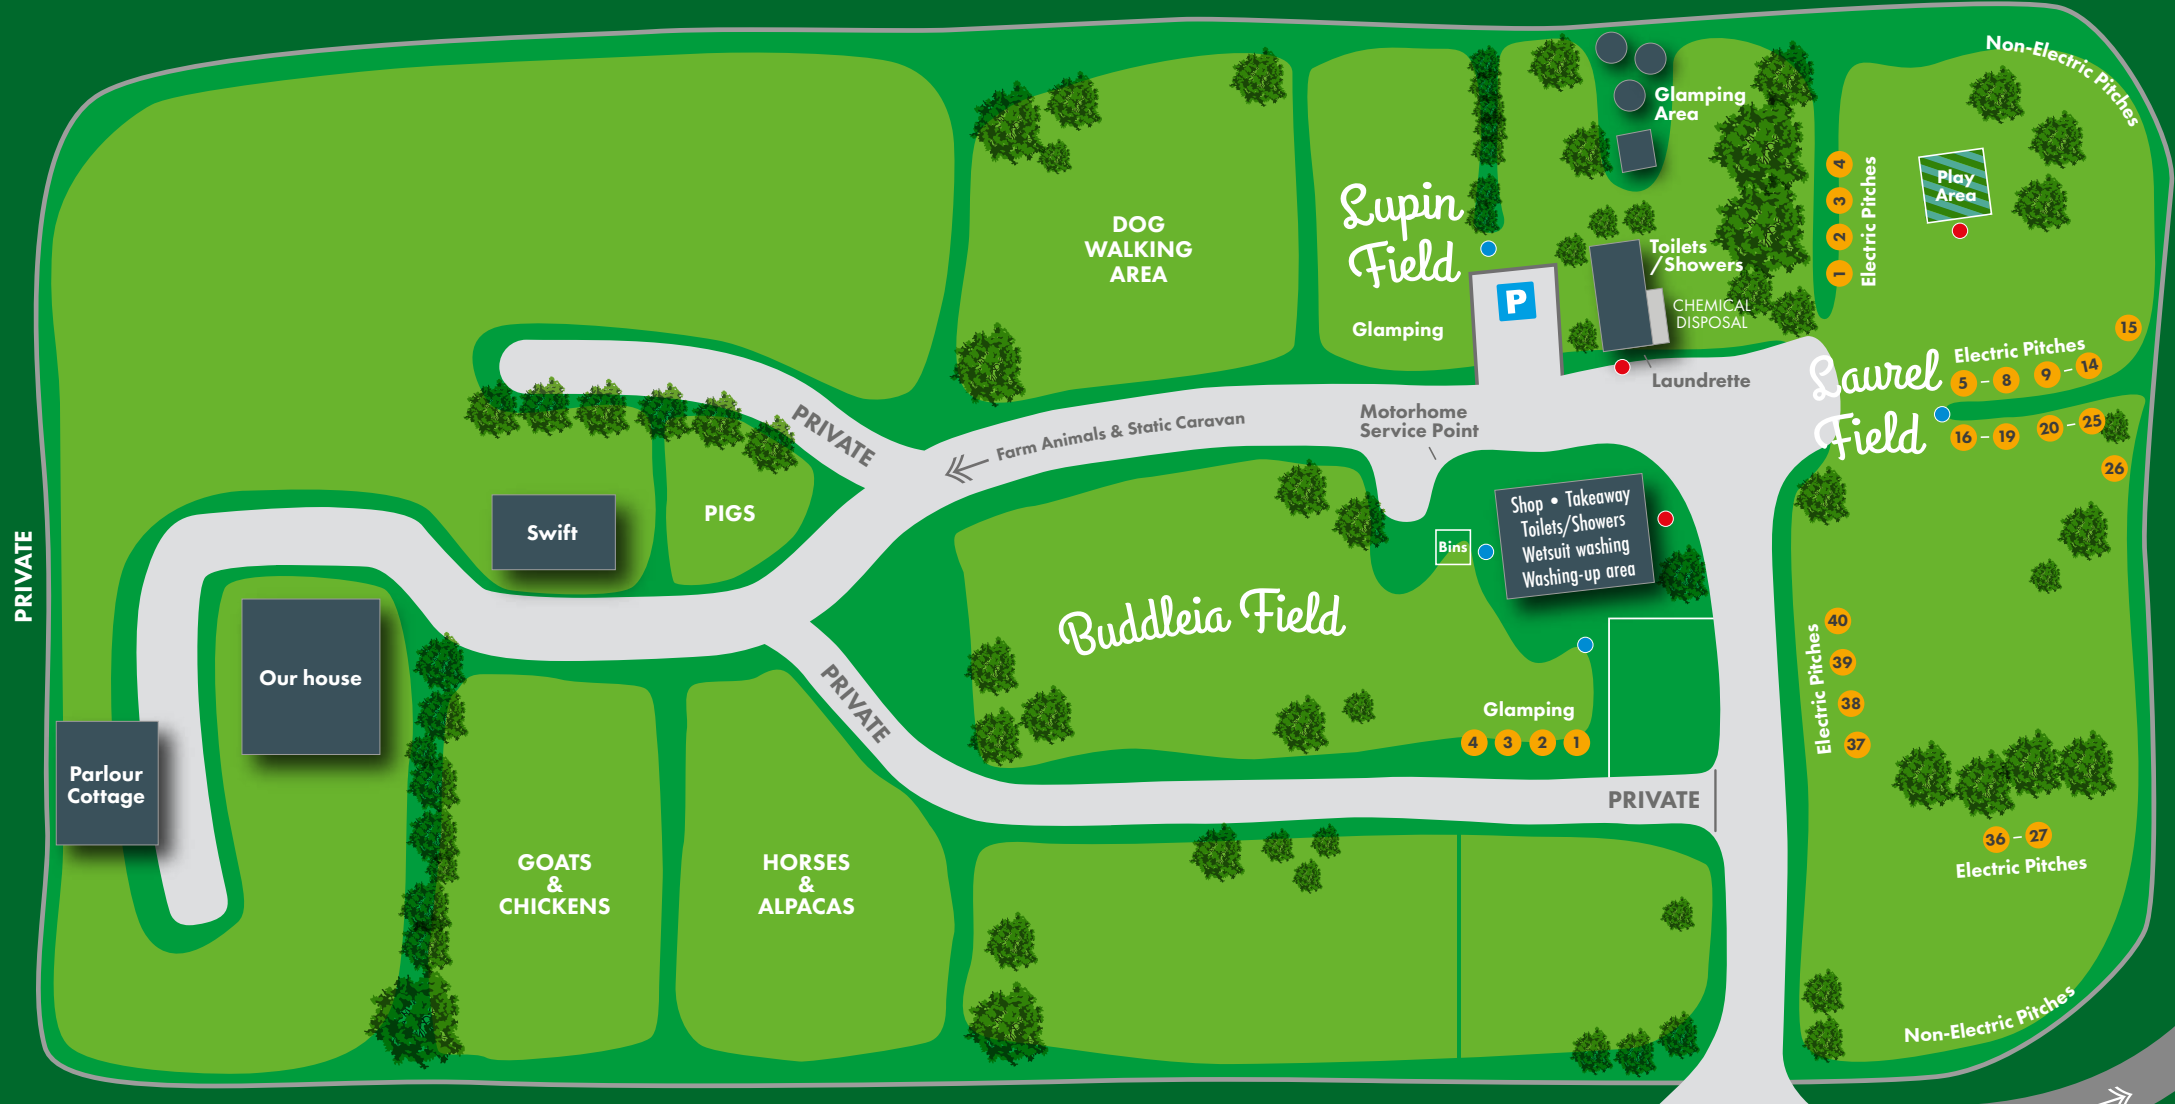 Non-Electric Pitches
Glamping
Area
4
3
2
1
Electric Pitches
Play
Area
DOG
WALKING
AREA
Lupin
Field
Glamping
P
Toilets
/Showers
CHEMICAL
DISPOSAL
Laundrette
15
Electric Pitches
5 - 8 9 - 14
Laurel
Field
16 - 19 20 - 25
26
PRIVATE
Farm Animals & Static Caravan
Motorhome
Service Point
Shop • Takeaway
Toilets/Showers
Wetsuit washing
Washing-up area
Bins
PIGS
Swift
PRIVATE
Our house
Parlour
Cottage
Buddleia Field
PRIVATE
Glamping
4 3 2 1
40
39
38
37
Electric Pitches
PRIVATE
36 - 27
Electric Pitches
GOATS
&
CHICKENS
HORSES
&
ALPACAS
Non-Electric Pitches